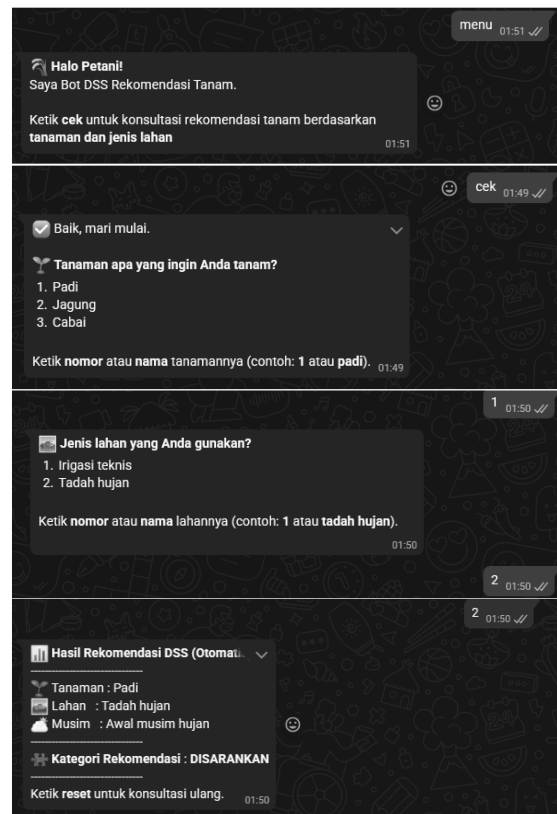 menu 01:51
Halo Petani!
Saya Bot DSS Rekomendasi Tanam.
Ketik cek untuk konsultasi rekomendasi tanam berdasarkan
tanaman dan jenis lahan
01:51
cek 01:49
Baik, mari mulai.
Tanaman apa yang ingin Anda tanam?
1. Padi
2. Jagung
3. Cabai
Ketik nomor atau nama tanamannya (contoh: 1 atau padi). 01:49
1 01:50
Jenis lahan yang Anda gunakan?
1. Irigasi teknis
2. Tadah hujan
Ketik nomor atau nama lahannya (contoh: 1 atau tadah hujan).
01:50
2 01:50
2 01:50
Hasil Rekomendasi DSS (Otomati
Tanaman : Padi
Lahan : Tadah hujan
Musim : Awal musim hujan
Kategori Rekomendasi : DISARANKAN
Ketik reset untuk konsultasi ulang. 01:50